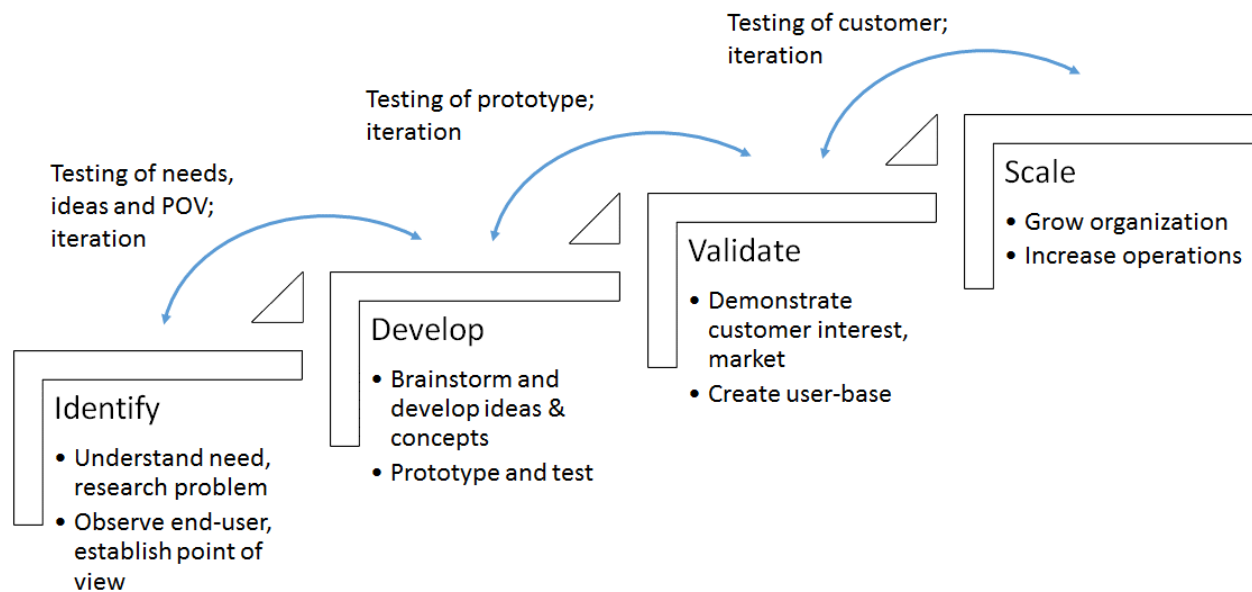 Testing of needs,
ideas and POV;
iteration
Identify
• Understand need,
research problem
• Observe end-user,
establish point of
view
Testing of prototype;
iteration
Develop
• Brainstorm and
develop ideas &
concepts
• Prototype and test
Testing of customer;
iteration
Validate
• Demonstrate
customer interest,
market
• Create user-base
Scale
• Grow organization
• Increase operations